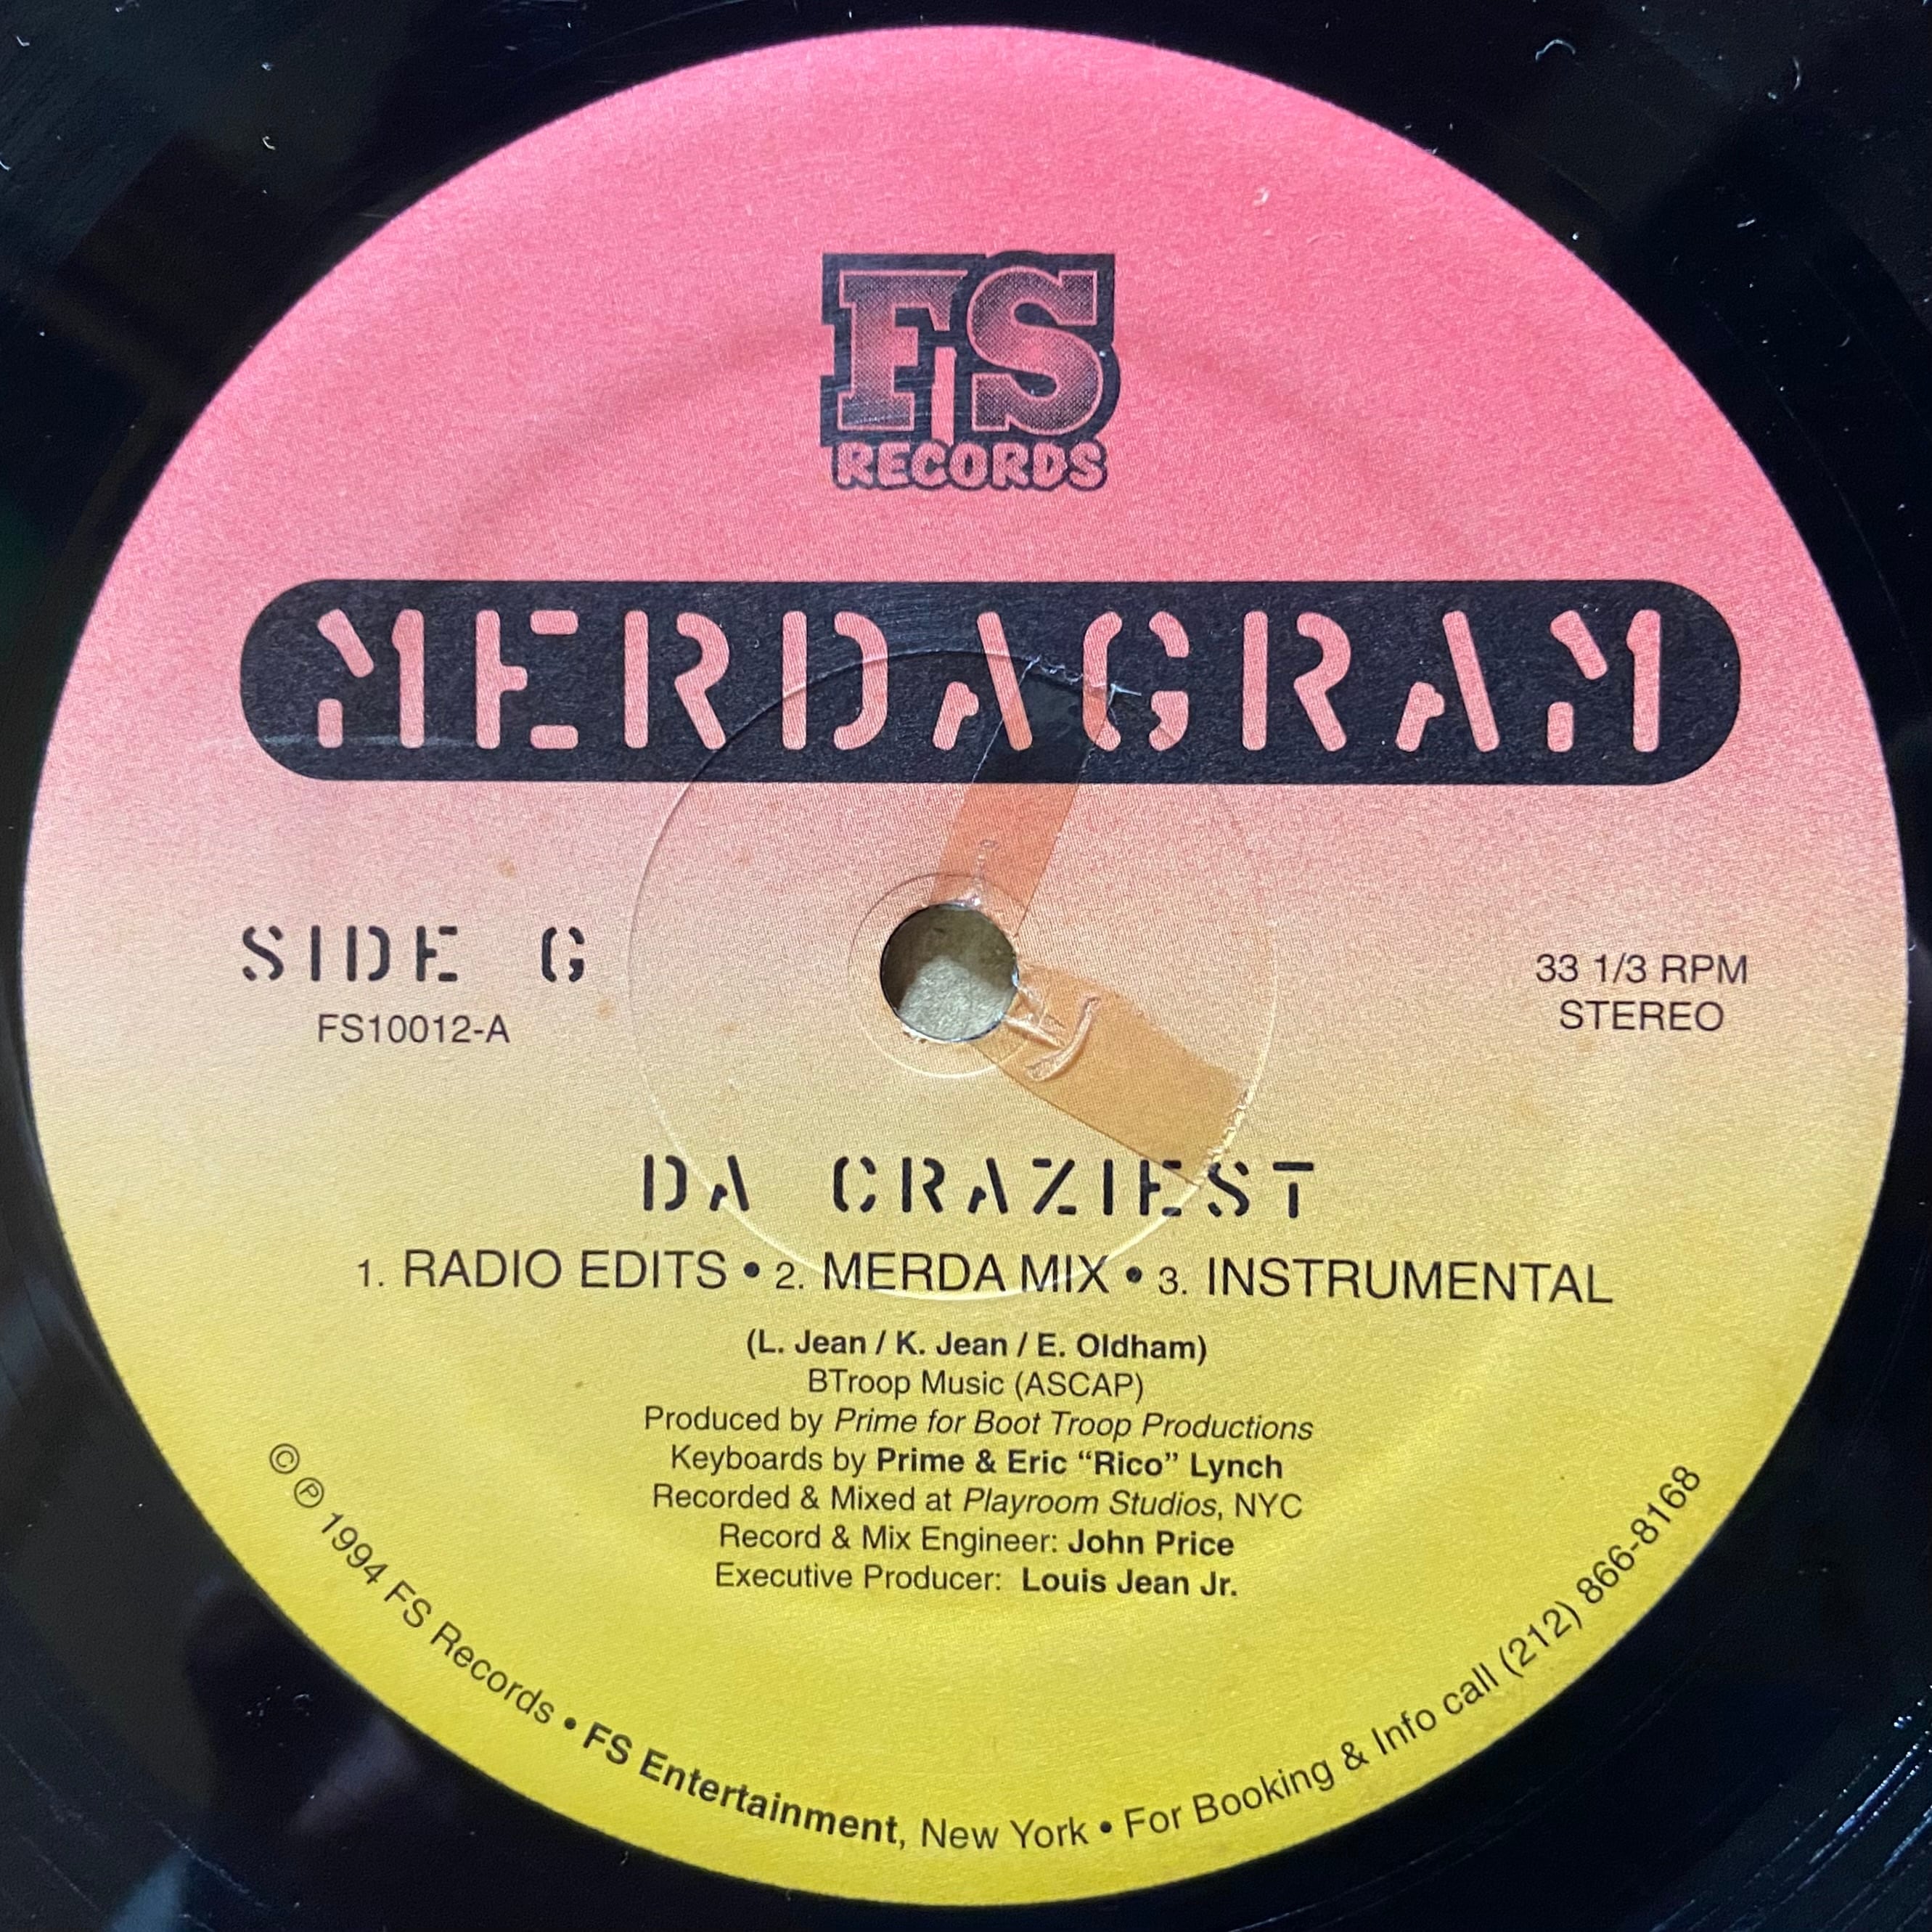 FS
RECORDS
MERDAGRAM
SIDE G
FS10012-A
33 1/3 RPM
STEREO
DA CRAZIEST
1. RADIO EDITS • 2. MERDA MIX • 3. INSTRUMENTAL
(L. Jean / K. Jean / E. Oldham)
BTroop Music (ASCAP)
Produced by Prime for Boot Troop Productions
Keyboards by Prime & Eric “Rico” Lynch
Recorded & Mixed at Playroom Studios, NYC
Record & Mix Engineer: John Price
Executive Producer: Louis Jean Jr.
© ℗ 1994 FS Records • FS Entertainment, New York • For Booking & Info call (212) 866-8168